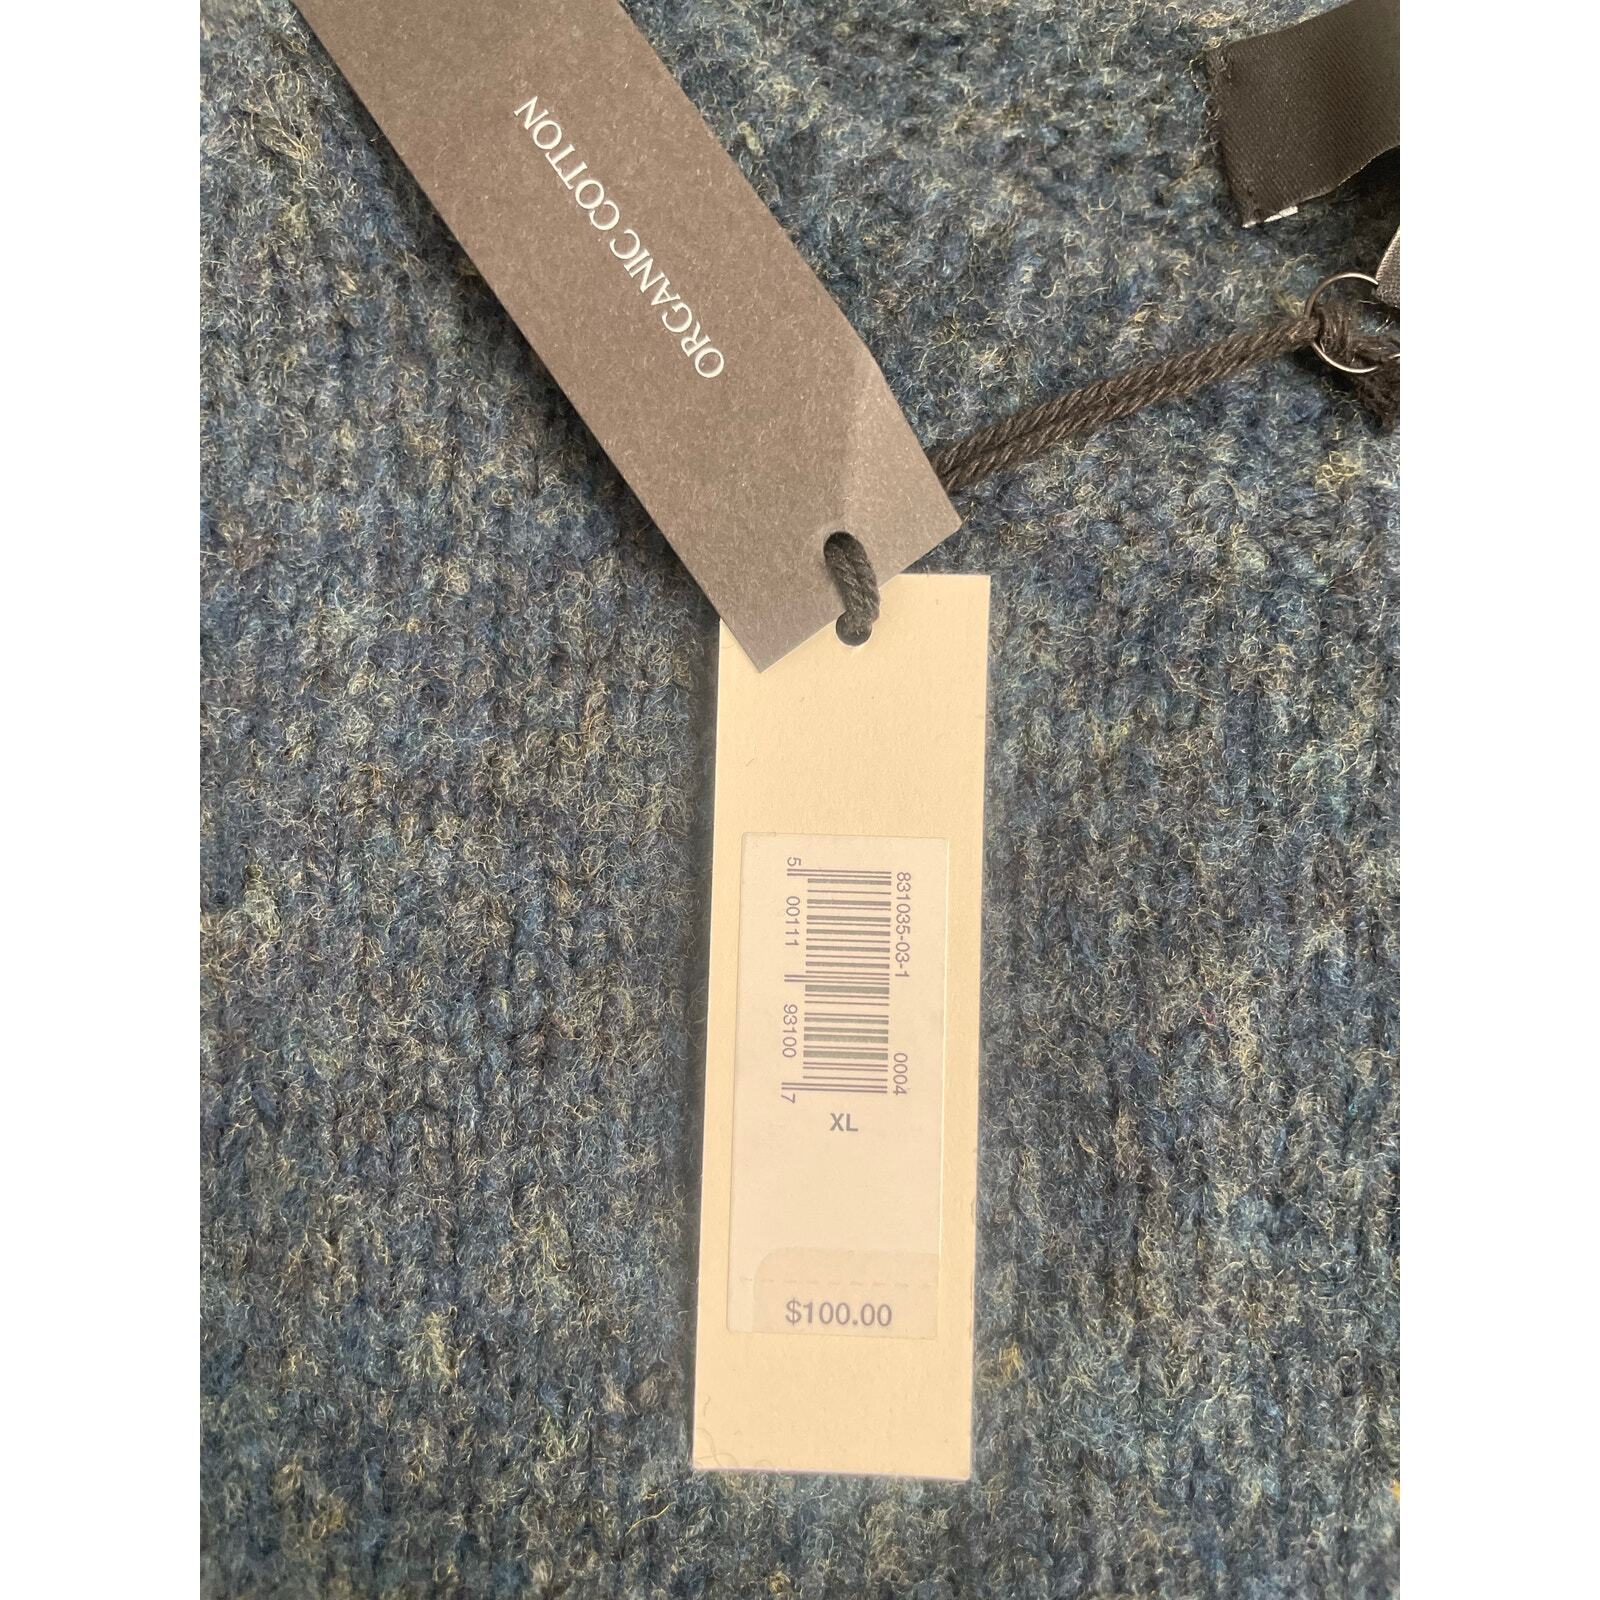 ORGANIC COTTON
831035-03-1
0004
5 00111 93100 7
XL
$100.00